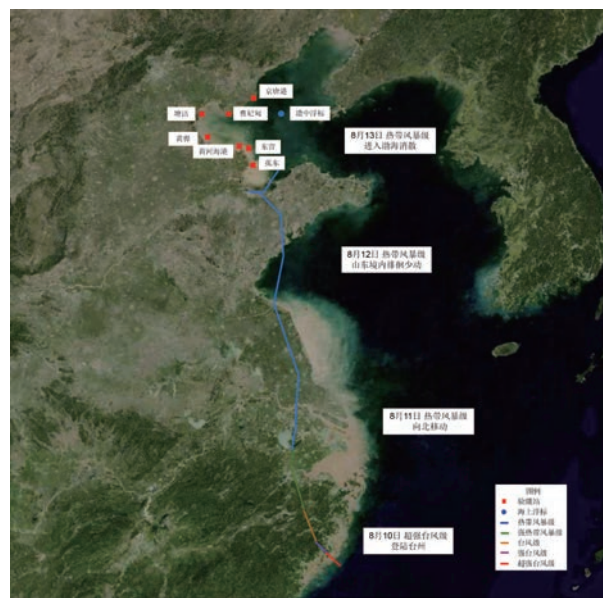 京唐港
塘沽
曹妃甸
渤中浮标
黄骅
黄河海港
东营
孤东
8月13日 热带风暴级
进入渤海消散
8月12日 热带风暴级
山东境内徘徊少动
8月11日 热带风暴级
向北移动
8月10日 超强台风级
登陆台州
图例
验潮站
海上浮标
热带风暴级
强热带风暴级
台风级
强台风级
超强台风级